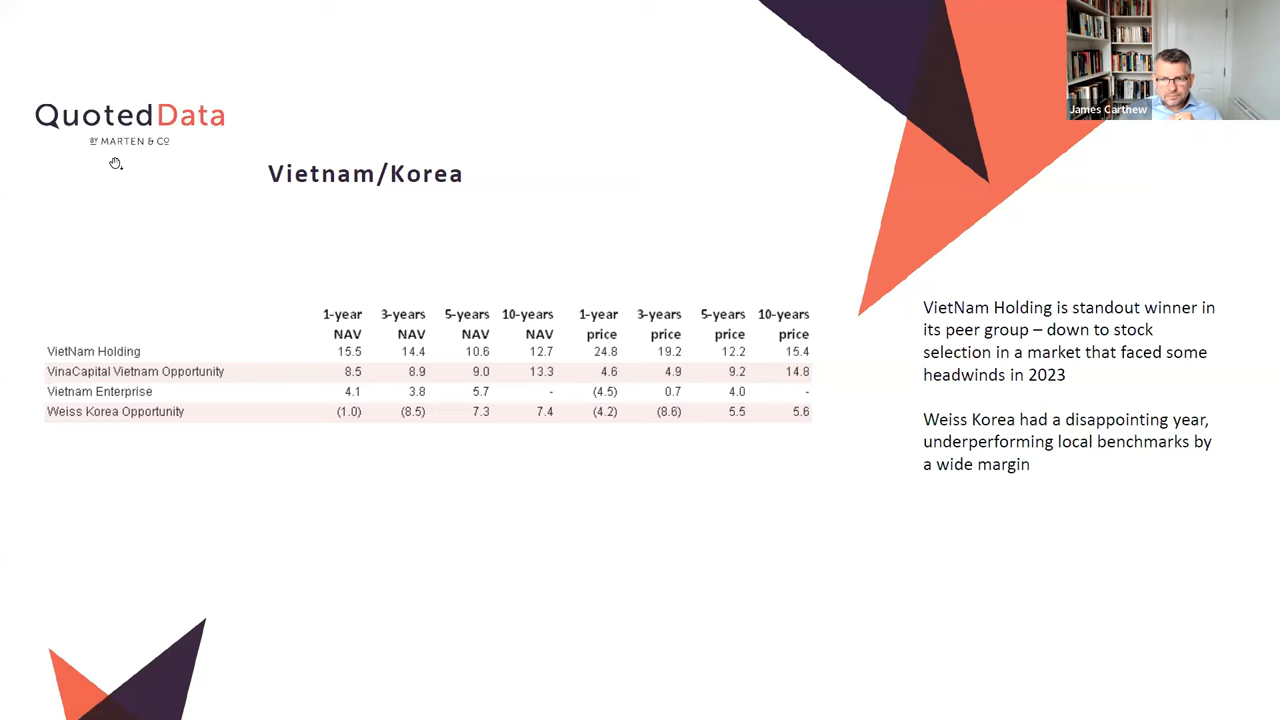 QuotedData
BY MARTEN & CO
James Carthew
Vietnam/Korea
1-year 3-years 5-years 10-years 1-year 3-years 5-years 10-years
NAV NAV NAV NAV price price price price
VietNam Holding 15.5 14.4 10.6 12.7 24.8 19.2 12.2 15.4
VinaCapital Vietnam Opportunity 8.5 8.9 9.0 13.3 4.6 4.9 9.2 14.8
Vietnam Enterprise 4.1 3.8 5.7 - (4.5) 0.7 4.0 -
Weiss Korea Opportunity (1.0) (8.5) 7.3 7.4 (4.2) (8.6) 5.5 5.6
VietNam Holding is standout winner in
its peer group – down to stock
selection in a market that faced some
headwinds in 2023
Weiss Korea had a disappointing year,
underperforming local benchmarks by
a wide margin